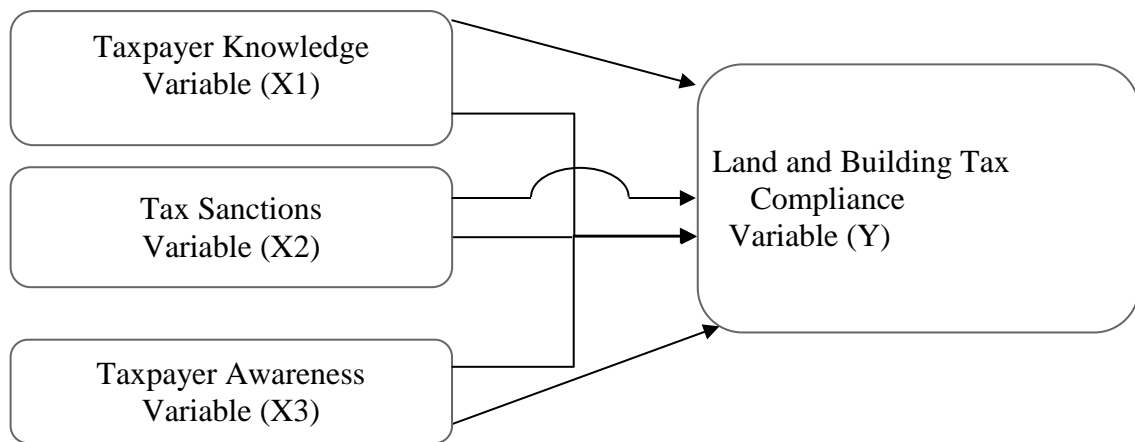 Taxpayer Knowledge
Variable (X1)
Tax Sanctions
Variable (X2)
Taxpayer Awareness
Variable (X3)
Land and Building Tax
Compliance
Variable (Y)